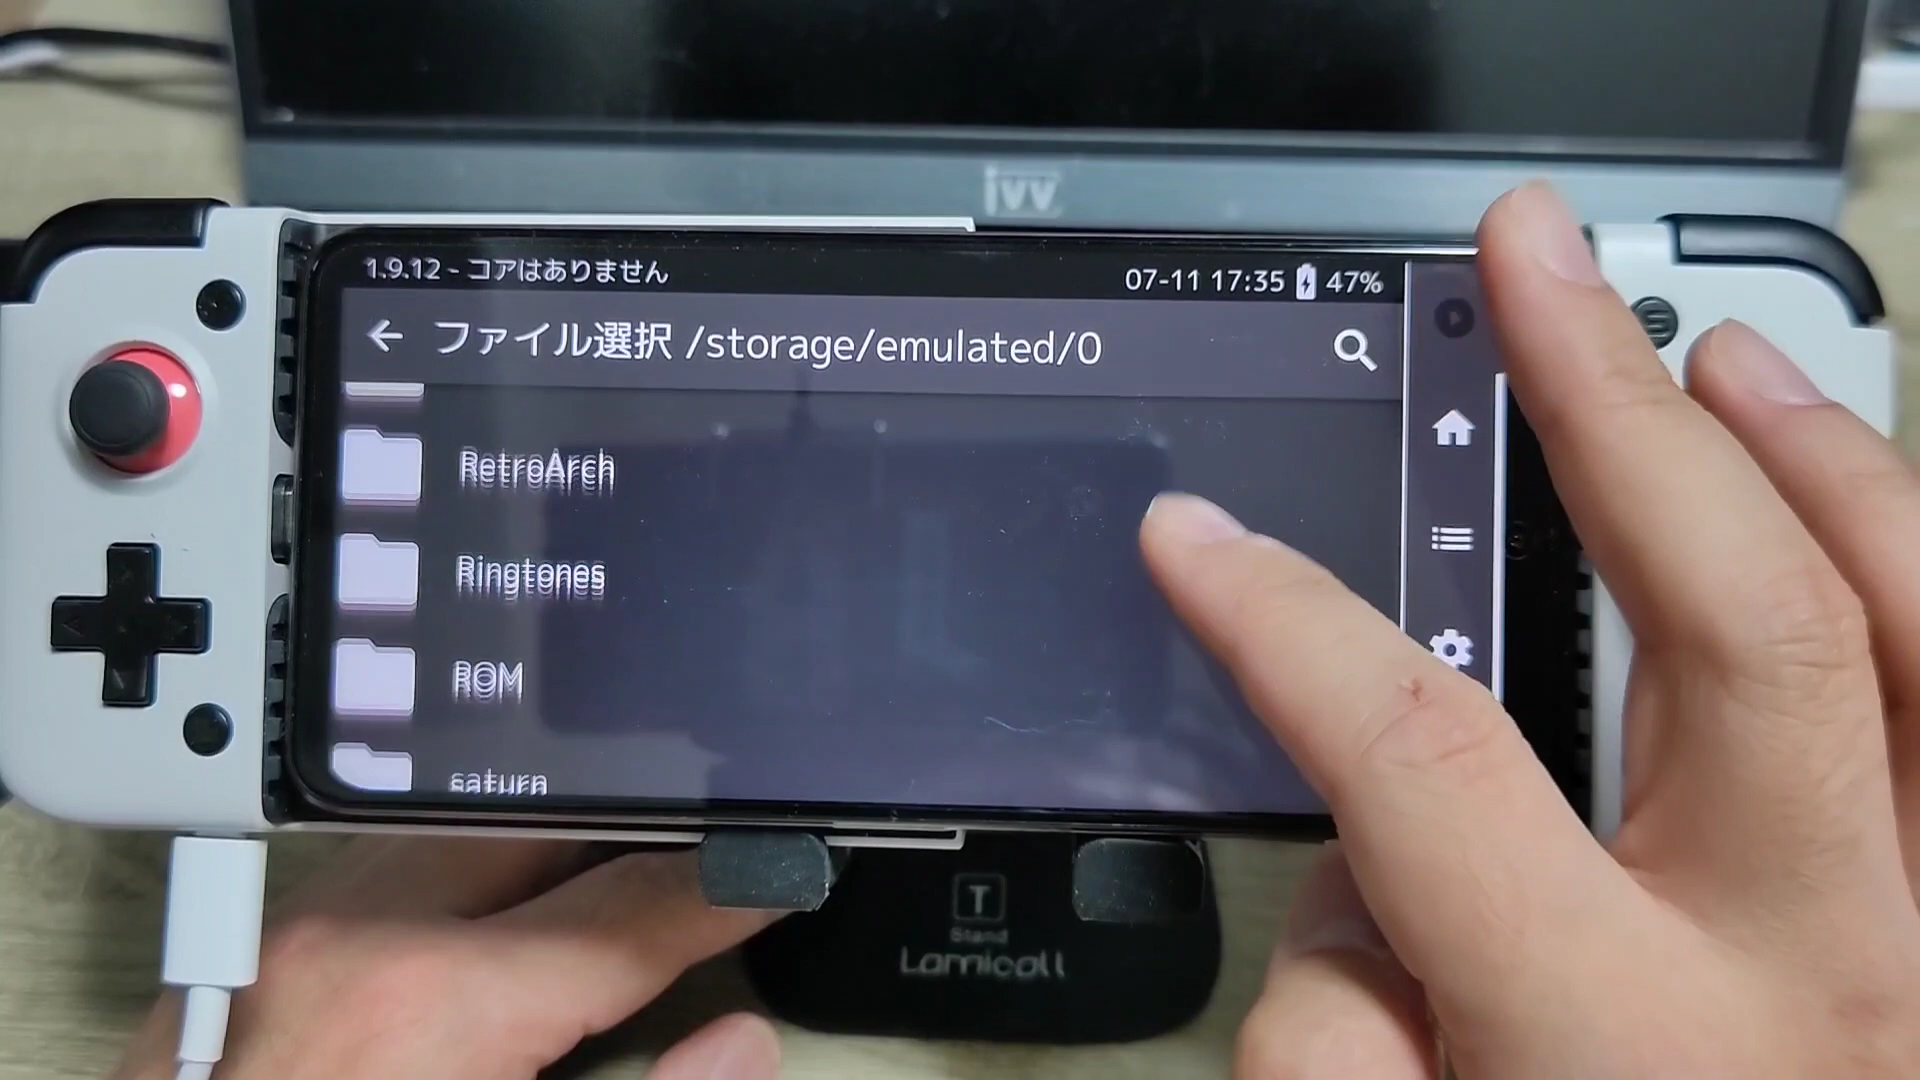 ivv
1.9.12 - コアはありません
07-11 17:35
47%
ファイル選択 /storage/emulated/0
RetroArch
Ringtones
ROM
saturn
S
T
Stand
Lamicall